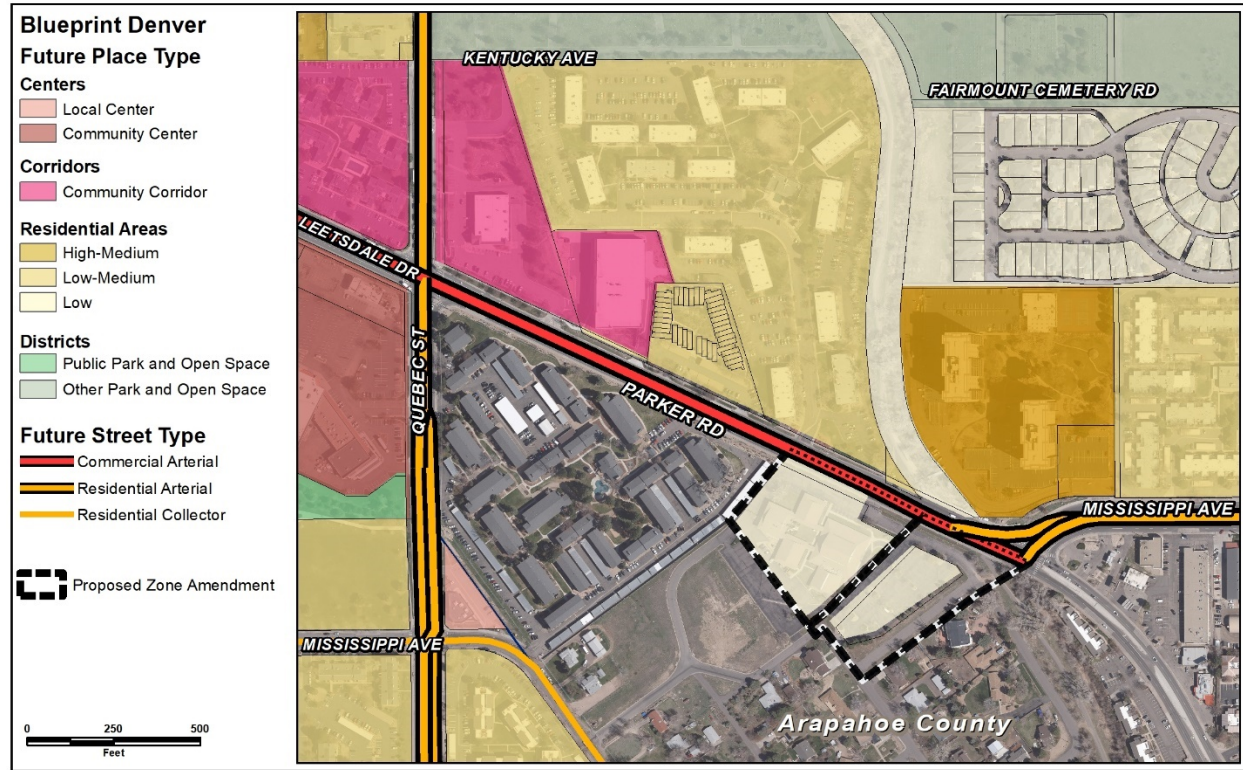 Blueprint Denver
Future Place Type
Centers
Local Center
Community Center
Corridors
Community Corridor
Residential Areas
High-Medium
Low-Medium
Low
Districts
Public Park and Open Space
Other Park and Open Space
Future Street Type
Commercial Arterial
Residential Arterial
Residential Collector
Proposed Zone Amendment
0 250 500
Feet
KENTUCKY AVE
FAIRMOUNT CEMETERY RD
LEETSDALE DR
QUEBEC ST
PARKER RD
MISSISSIPPI AVE
MISSISSIPPI AVE
Arapahoe County